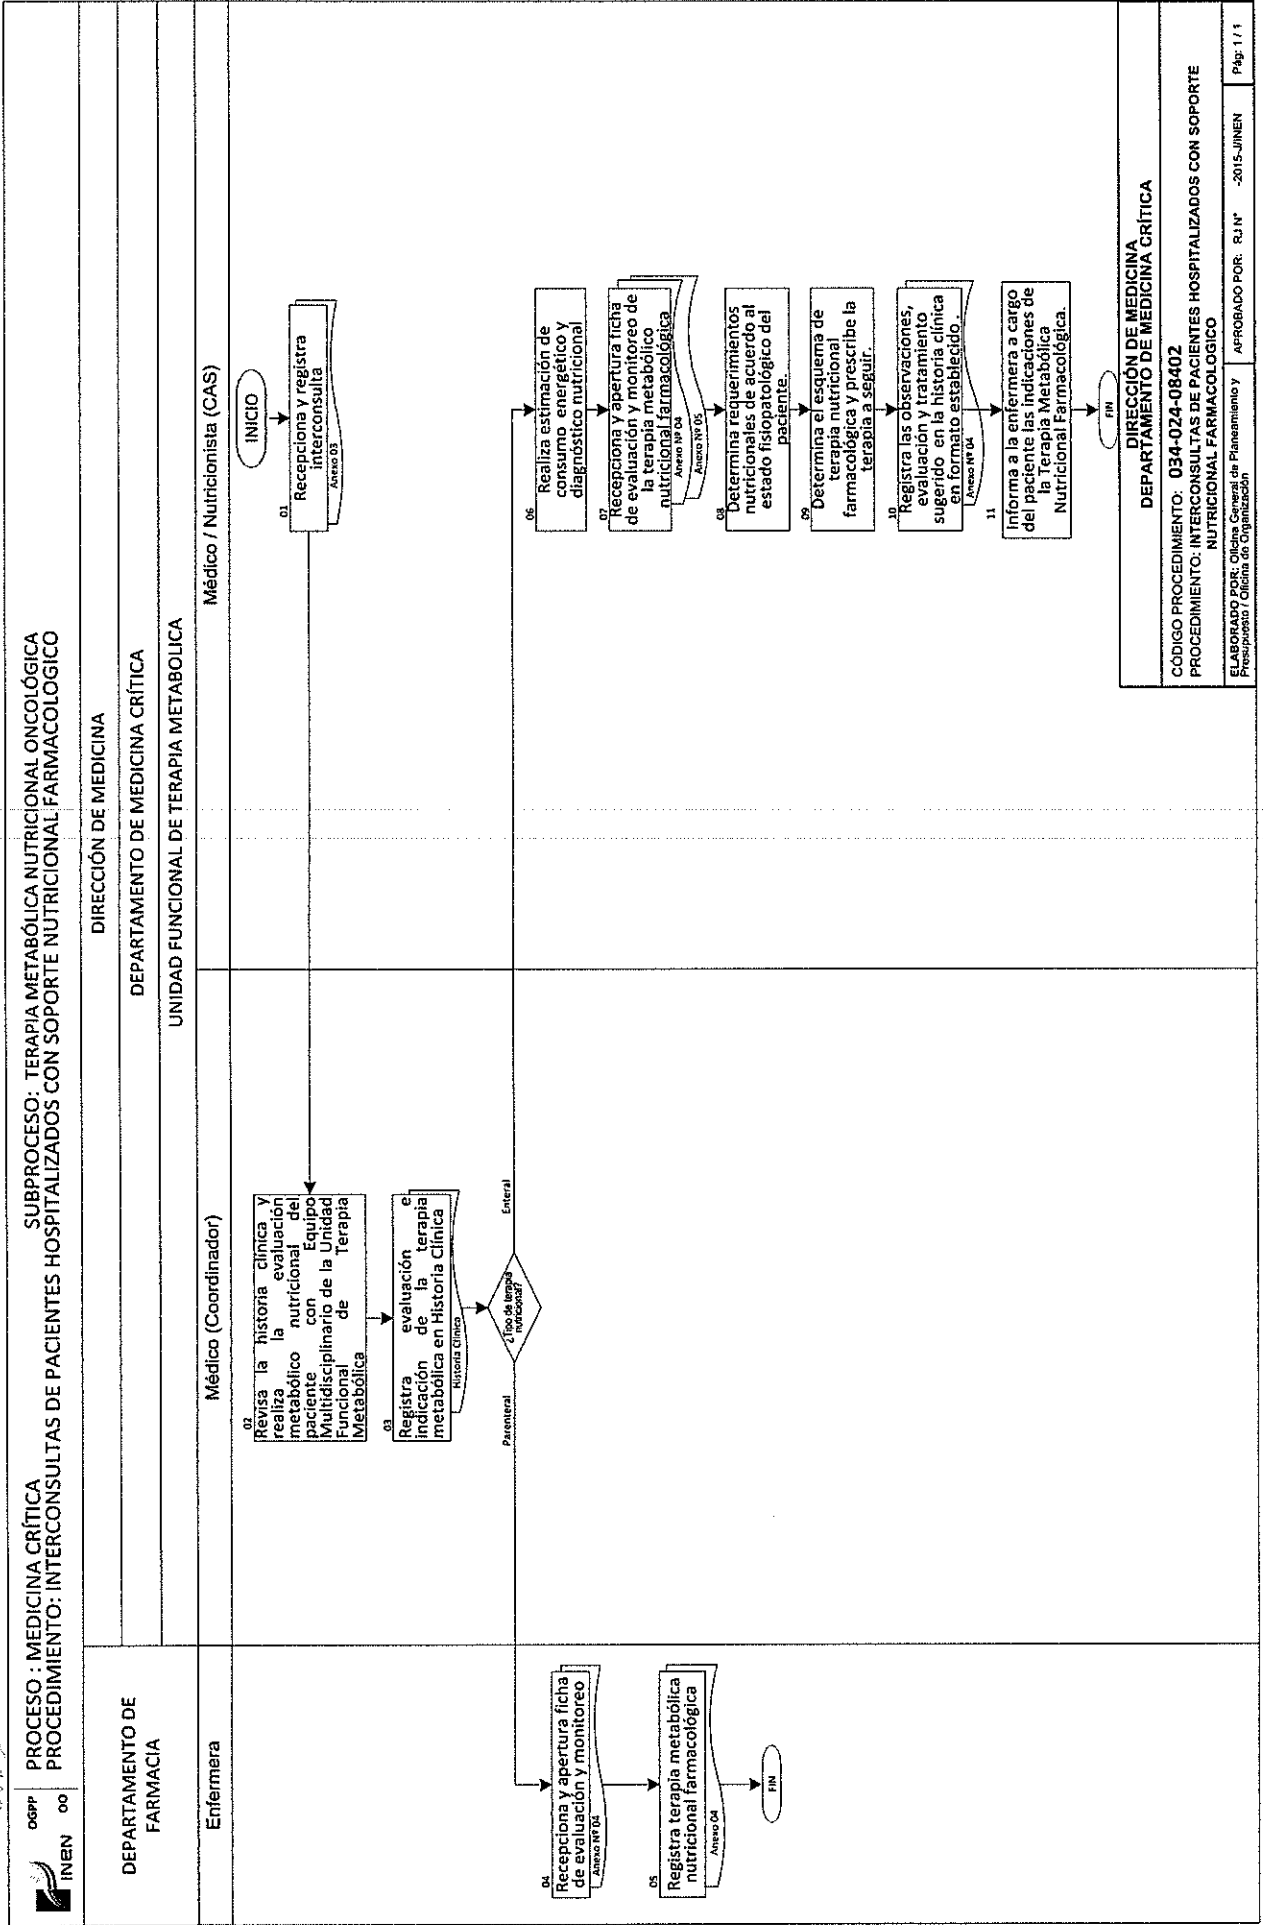 OGPP
INEN OO
PROCESO : MEDICINA CRÍTICA
SUBPROCESO: TERAPIA METABÓLICA NUTRICIONAL ONCOLÓGICA
PROCEDIMIENTO: INTERCONSULTAS DE PACIENTES HOSPITALIZADOS CON SOPORTE NUTRICIONAL FARMACOLOGICO
DEPARTAMENTO DE
FARMACIA
DIRECCIÓN DE MEDICINA
DEPARTAMENTO DE MEDICINA CRÍTICA
UNIDAD FUNCIONAL DE TERAPIA METABOLICA
Enfermera
Médico (Coordinador)
Médico / Nutricionista (CAS)
INICIO
01
Recepciona y registra
interconsulta
Anexo 03
02
Revisa la historia clínica y
realiza la evaluación
metabólico nutricional del
paciente con Equipo
Multidisciplinario de la Unidad
Funcional de Terapia
Metabólica
03
Registra evaluación e
indicación de la terapia
metabólica en Historia Clínica
Historia Clínica
¿Tipo de terapia
nutricional?
Parenteral
Enteral
04
Recepciona y apertura ficha
de evaluación y monitoreo
Anexo Nº 04
05
Registra terapia metabólica
nutricional farmacológica
Anexo 04
FIN
06
Realiza estimación de
consumo energético y
diagnóstico nutricional
07
Recepciona y apertura ficha
de evaluación y monitoreo de
la terapia metabólico
nutricional farmacológica
Anexo Nº 04
Anexo Nº 05
08
Determina requerimientos
nutricionales de acuerdo al
estado fisiopatológico del
paciente.
09
Determina el esquema de
terapia nutricional
farmacológica y prescribe la
terapia a seguir.
10
Registra las observaciones,
evaluación y tratamiento
sugerido en la historia clínica
en formato establecido .
Anexo Nº 04
11
Informa a la enfermera a cargo
del paciente las indicaciones de
la Terapia Metabólica
Nutricional Farmacológica.
FIN
DIRECCIÓN DE MEDICINA
DEPARTAMENTO DE MEDICINA CRÍTICA
CÓDIGO PROCEDIMIENTO: 034-024-08402
PROCEDIMIENTO: INTERCONSULTAS DE PACIENTES HOSPITALIZADOS CON SOPORTE
NUTRICIONAL FARMACOLOGICO
ELABORADO POR: Oficina General de Planeamiento y
Presupuesto / Oficina de Organización
APROBADO POR: RJ N° -2015-J/INEN
Pág: 1 / 1